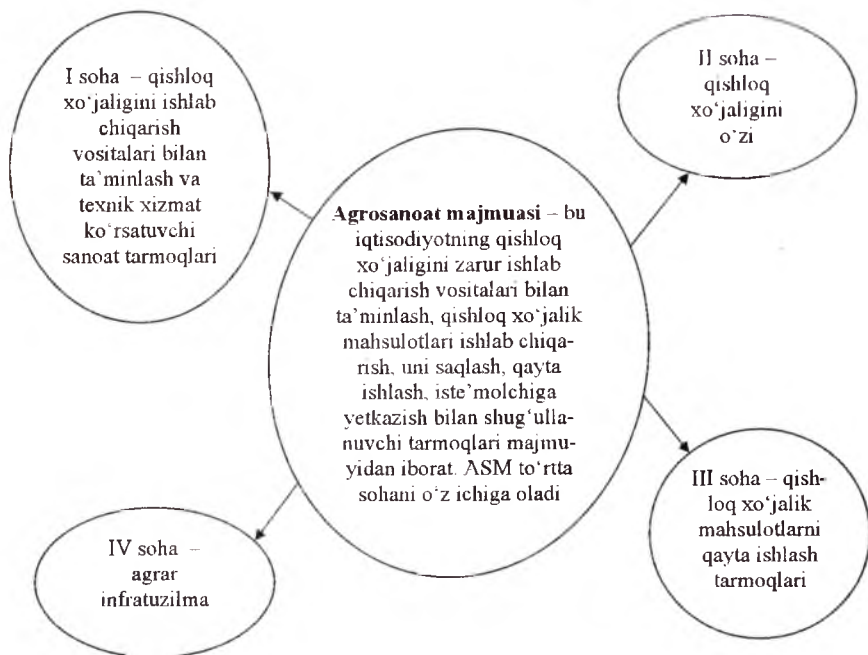 I soha – qishloq
xo‘jaligini ishlab
chiqarish
vositalari bilan
ta’minlash va
texnik xizmat
ko‘rsatuvchi
sanoat tarmoqlari
II soha –
qishloq
xo‘jaligini
o‘zi
Agrosanoat majmuasi – bu
iqtisodiyotning qishloq
xo‘jaligini zarur ishlab
chiqarish vositalari bilan
ta’minlash, qishloq xo‘jalik
mahsulotlari ishlab chiqa-
rish, uni saqlash, qayta
ishlash, iste’molchiga
yetkazish bilan shug‘ulla-
nuvchi tarmoqlari majmu-
yidan iborat. ASM to‘rtta
sohani o‘z ichiga oladi
III soha – qish-
loq xo‘jalik
mahsulotlarni
qayta ishlash
tarmoqlari
IV soha –
agrar
infratuzilma